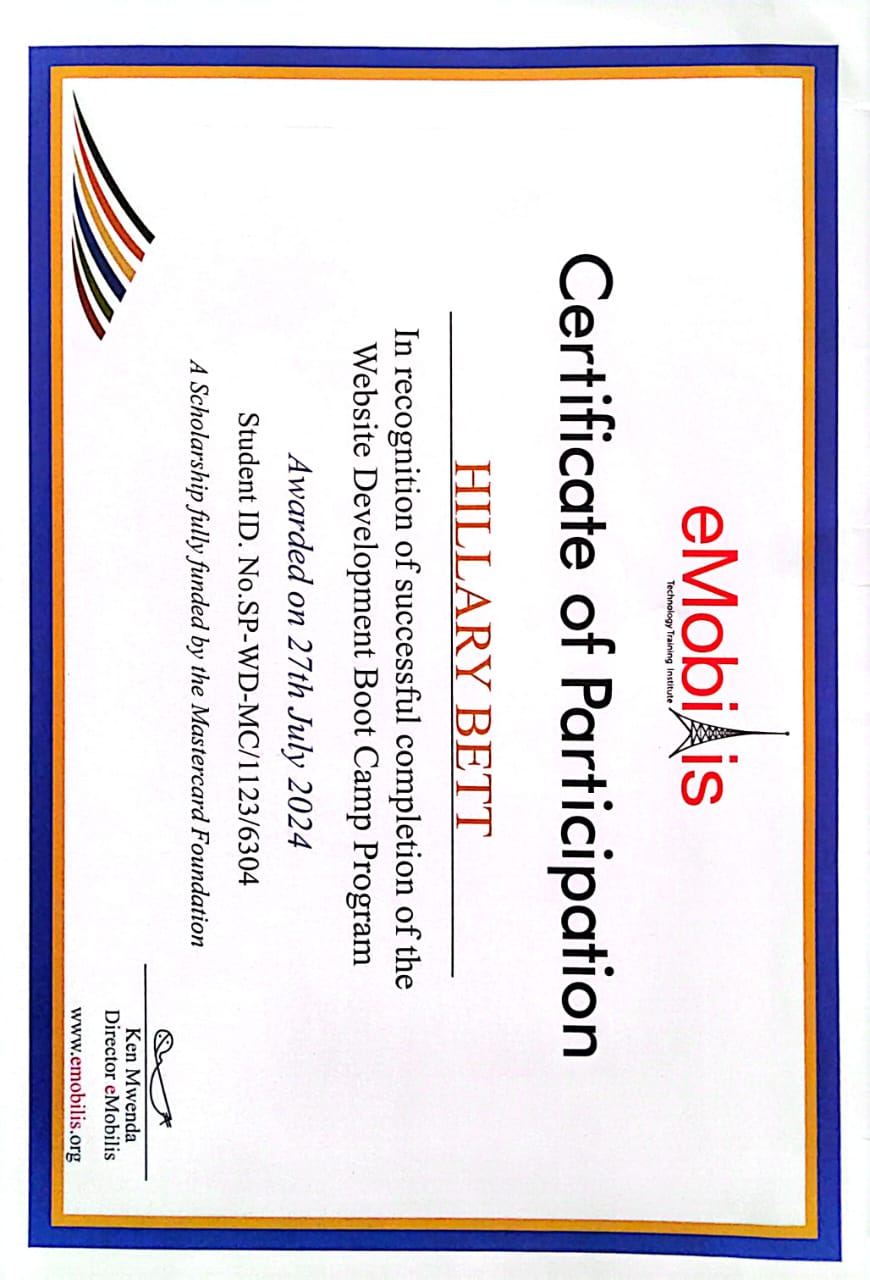 eMobilis
Technology Training Institute
Certificate of Participation
HILLARY BETT
In recognition of successful completion of the
Website Development Boot Camp Program
Awarded on 27th July 2024
Student ID. No.SP-WD-MC/1123/6304
A Scholarship fully funded by the Mastercard Foundation
Ken Mwenda
Director eMobilis
www.emobilis.org